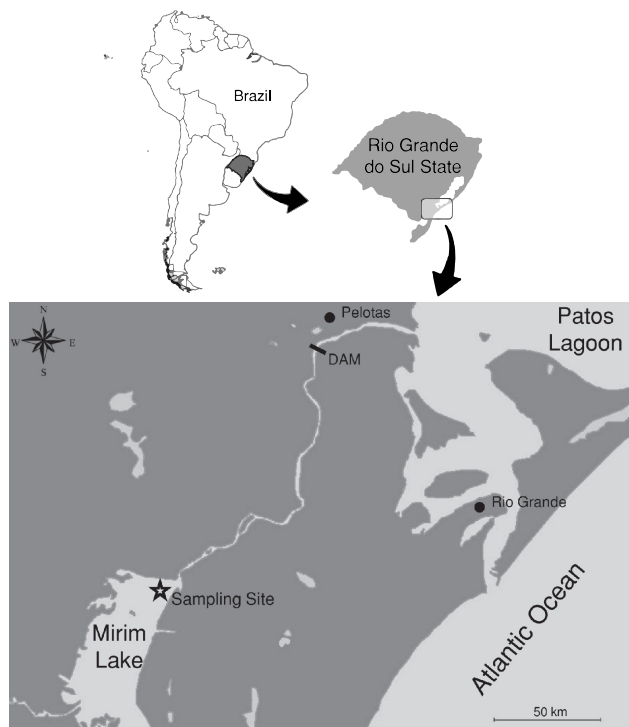 Brazil
Rio Grande
do Sul State
N
W
E
S
Pelotas
DAM
Patos
Lagoon
Rio Grande
Sampling Site
Mirim
Lake
Atlantic Ocean
50 km